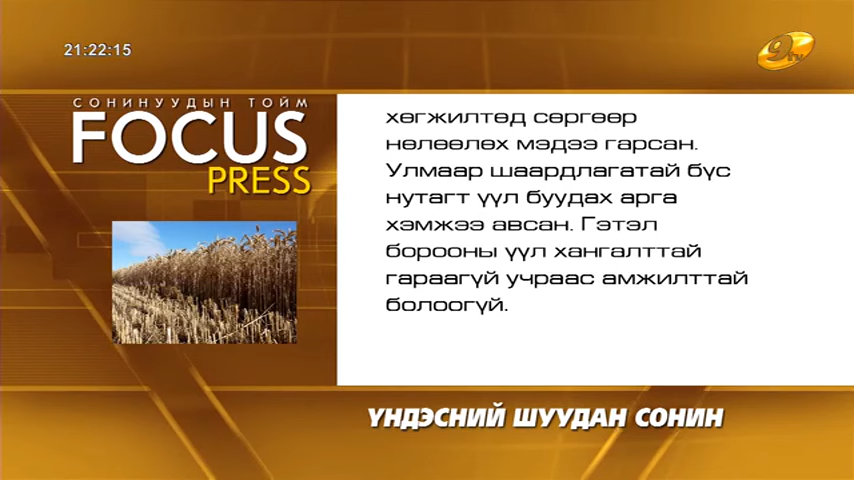 21:22:15
9tv
СОНИНУУДЫН ТОЙМ
FOCUS
PRESS
хөгжилтөд сөргөөр
нөлөөлөх мэдээ гарсан.
Улмаар шаардлагатай бүс
нутагт үүл буудах арга
хэмжээ авсан. Гэтэл
борооны үүл хангалттай
гараагүй учраас амжилттай
болоогүй.
ҮНДЭСНИЙ ШУУДАН СОНИН